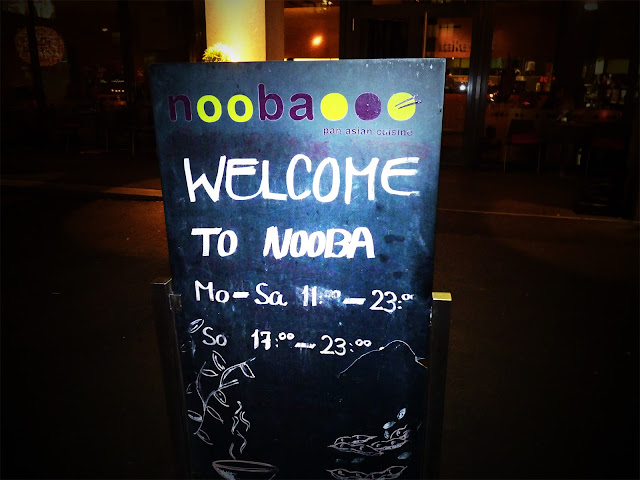 nooba
pan asian cuisine
WELCOME
TO NOOBA
Mo-Sa 11:00-23:00
So 17:00-23:00